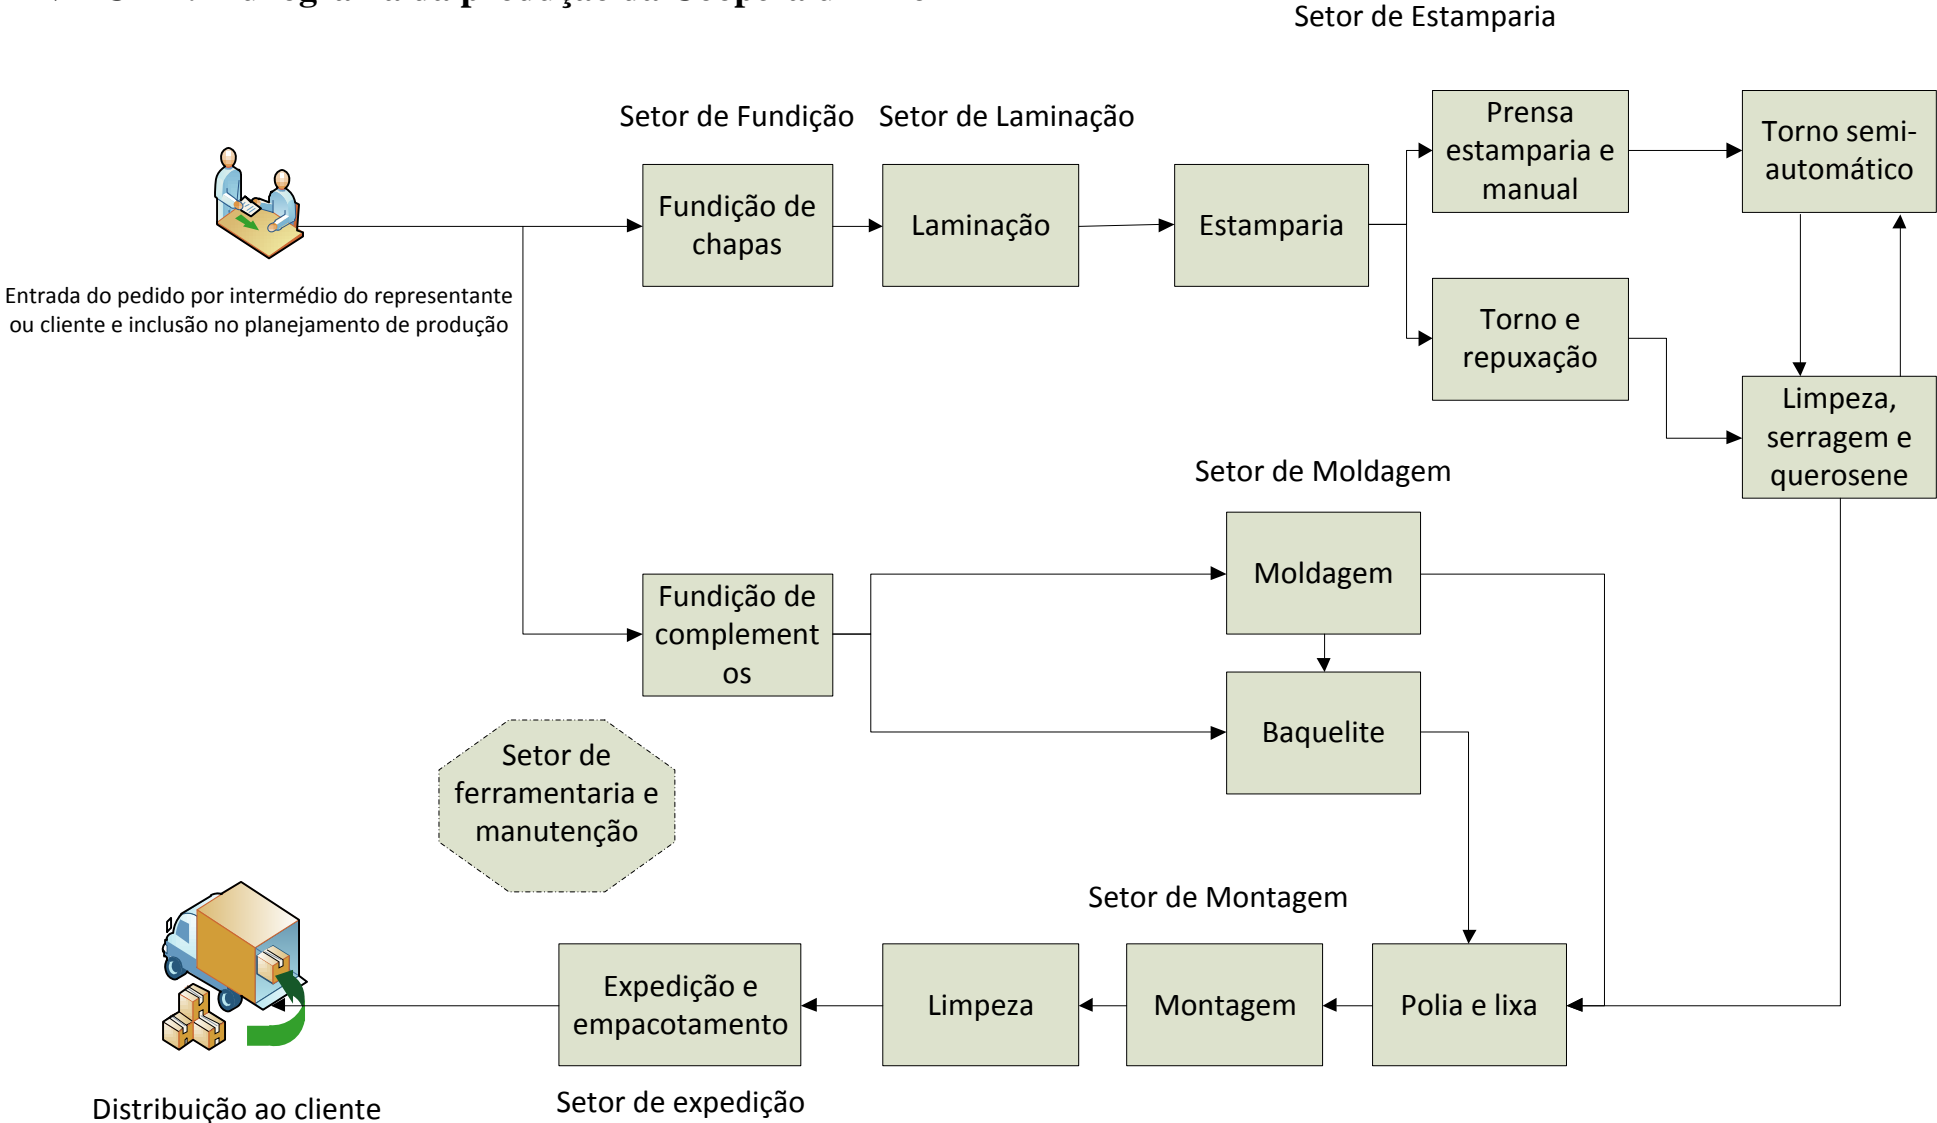 da produção da
Setor de Estamparia
Setor de Fundição
Setor de Laminação
Prensa
estamparia e
manual
Torno semi-
automático
Fundição de
chapas
Laminação
Estamparia
Entrada do pedido por intermédio do representante
ou cliente e inclusão no planejamento de produção
Torno e
repuxação
Limpeza,
serragem e
querosene
Setor de Moldagem
Moldagem
Fundição de
complement
os
Baquelite
Setor de
ferramentaria e
manutenção
Setor de Montagem
Expedição e
empacotamento
Limpeza
Montagem
Polia e lixa
Distribuição ao cliente
Setor de expedição